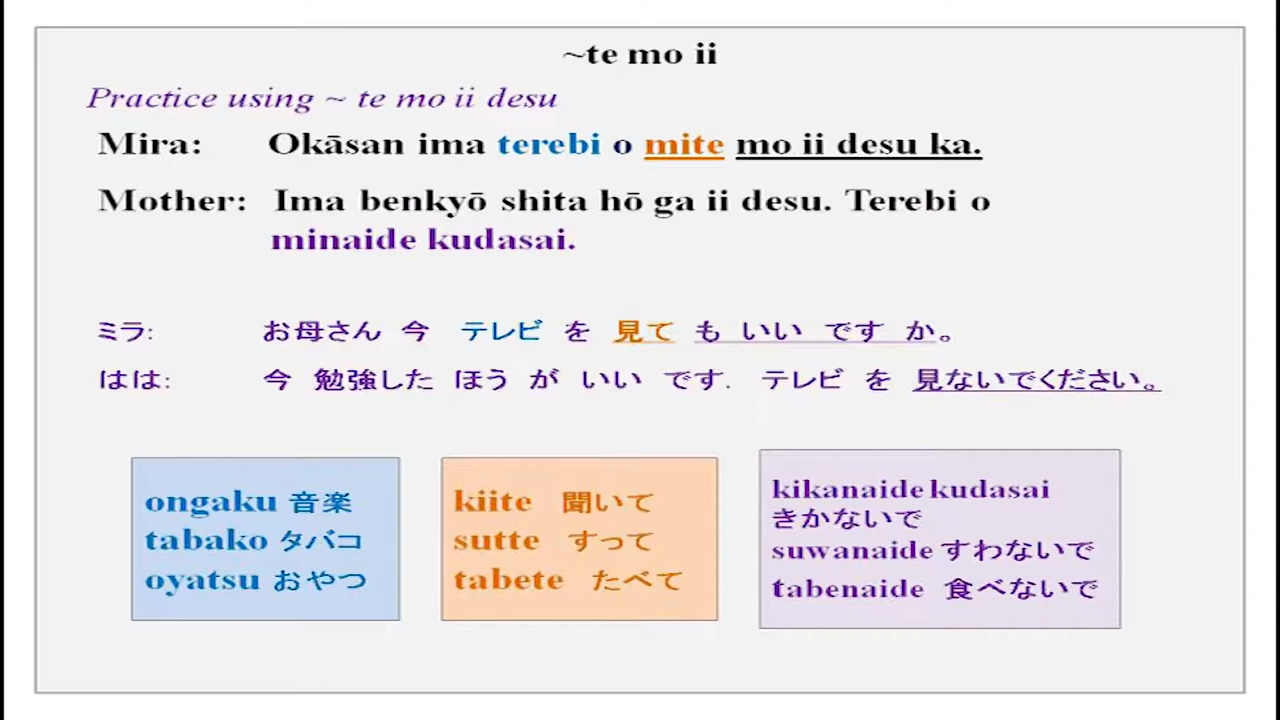 ~te mo ii
Practice using ~ te mo ii desu
Mira: Okāsan ima terebi o mite mo ii desu ka.
Mother: Ima benkyō shita hō ga ii desu. Terebi o
minaide kudasai.
ミラ: お母さん 今 テレビ を 見て も いい です か。
はは: 今 勉強した ほう が いい です. テレビ を 見ないでください。
ongaku 音楽
tabako タバコ
oyatsu おやつ
kiite 聞いて
sutte すって
tabete たべて
kikanaide kudasai
きかないで
suwanaide すわないで
tabenaide 食べないで